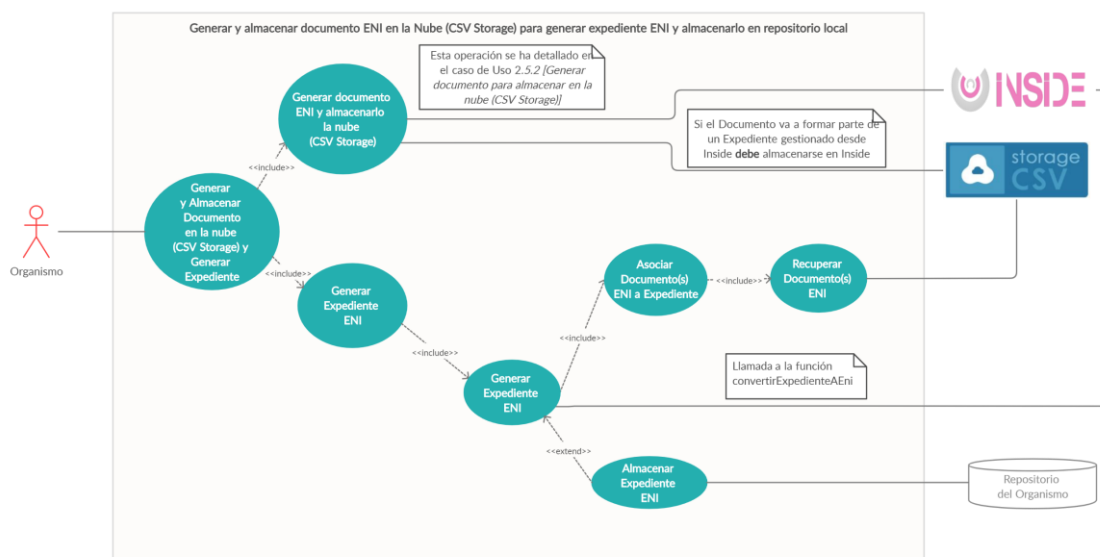 Generar y almacenar documento ENI en la Nube (CSV Storage) para generar expediente ENI y almacenarlo en repositorio local
Esta operación se ha detallado en
el caso de Uso 2.5.2 [Generar
documento para almacenar en la
nube (CSV Storage)]
Generar documento
ENI y almacenarlo
la nube
(CSV Storage)
INSIDE
Si el Documento va a formar parte de
un Expediente gestionado desde
Inside debe almacenarse en Inside
storage
CSV
<<include>>
Generar
y Almacenar
Documento
en la nube
(CSV Storage) y
Generar
Expediente
Organismo
<<include>>
Generar
Expediente
ENI
Asociar
Documento(s)
ENI a Expediente
<<include>>
Recuperar
Documento(s)
ENI
<<include>>
<<include>>
Generar
Expediente
ENI
Llamada a la función
convertirExpedienteAEni
<<extend>>
Almacenar
Expediente
ENI
Repositorio
del Organismo